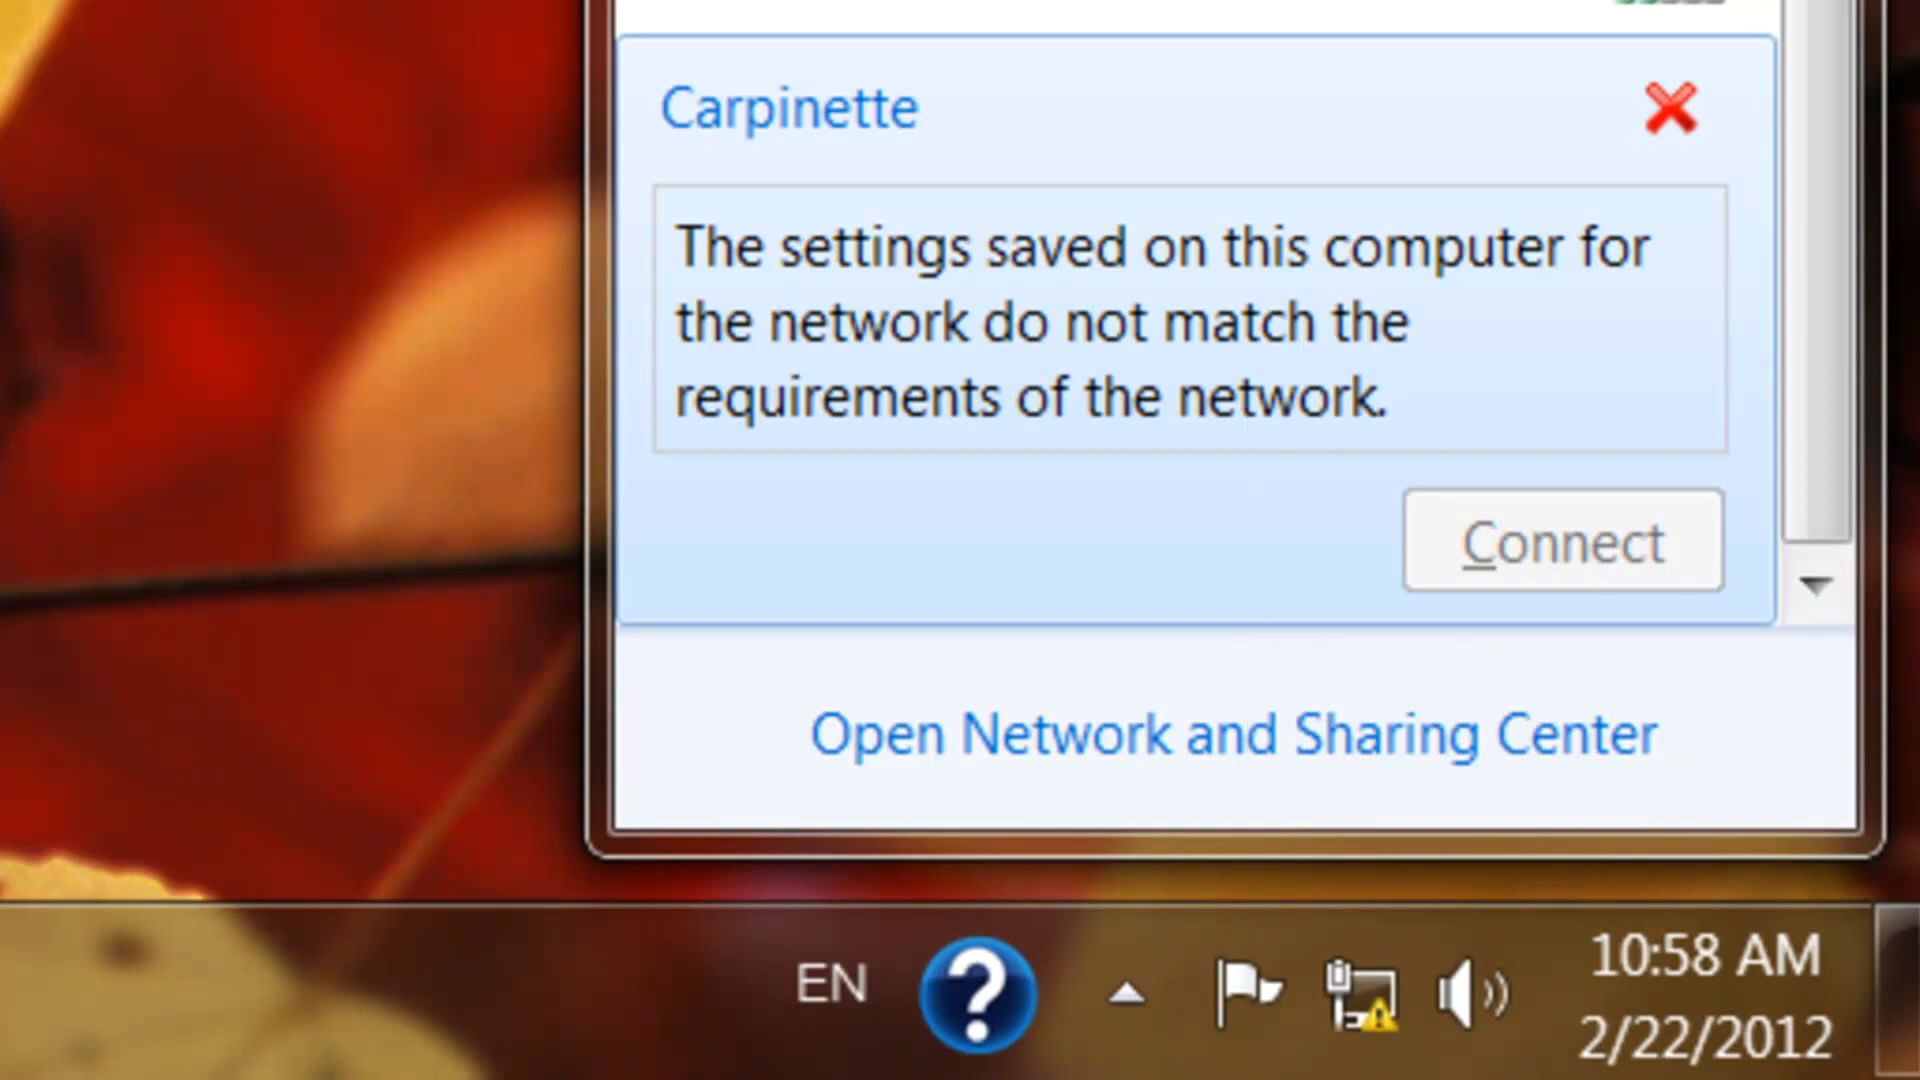 Carpinette
The settings saved on this computer for
the network do not match the
requirements of the network.
Connect
Open Network and Sharing Center
EN
10:58 AM
2/22/2012